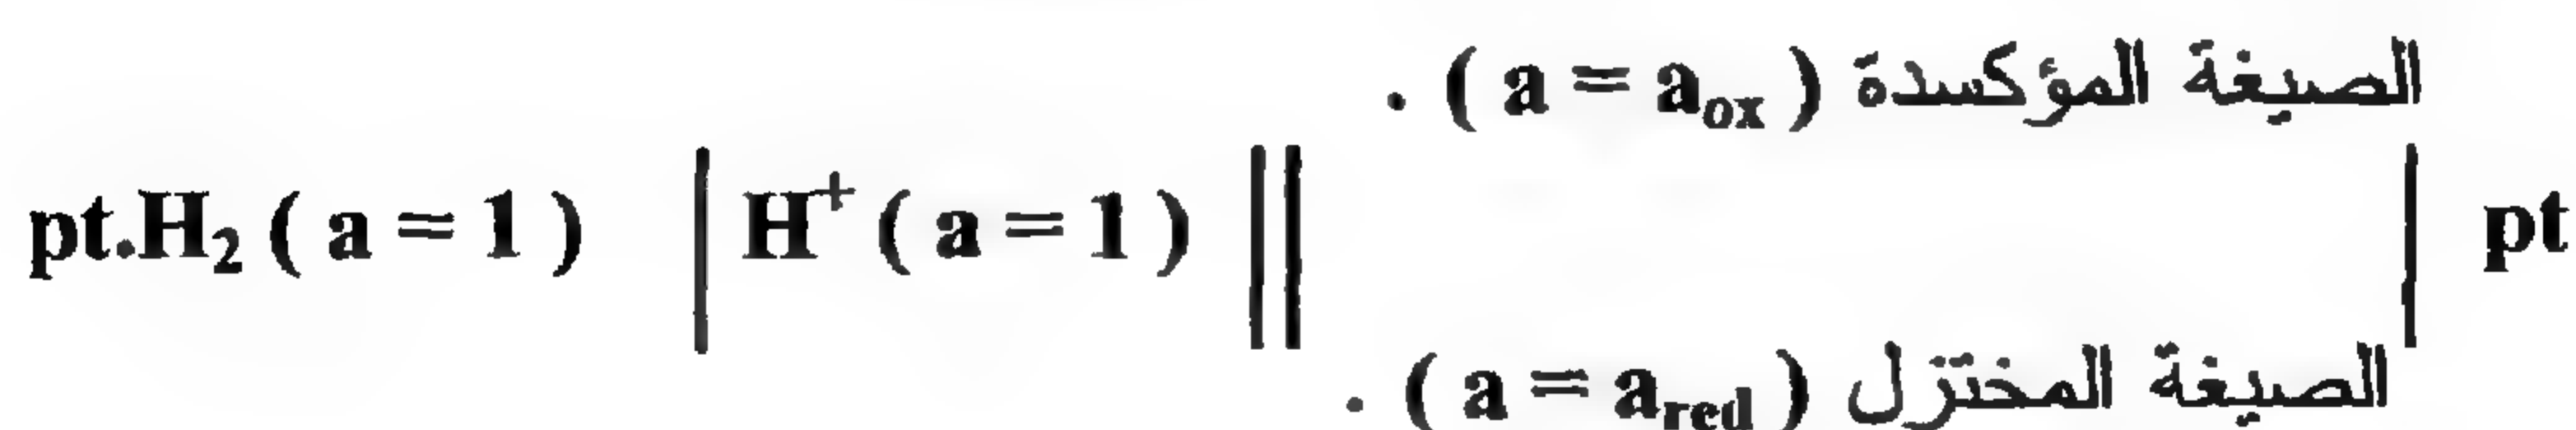 الصيغة المؤكسدة ( a = a_ox ) .
pt.H₂ ( a = 1 ) | H⁺ ( a = 1 ) || | pt
الصيغة المختزل ( a = a_red ) .